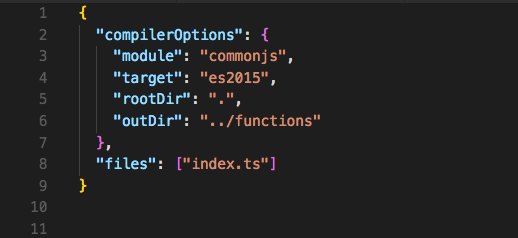 1 {
2   "compilerOptions": {
3     "module": "commonjs",
4     "target": "es2015",
5     "rootDir": ".",
6     "outDir": "../functions"
7   },
8   "files": ["index.ts"]
9 }
10
11